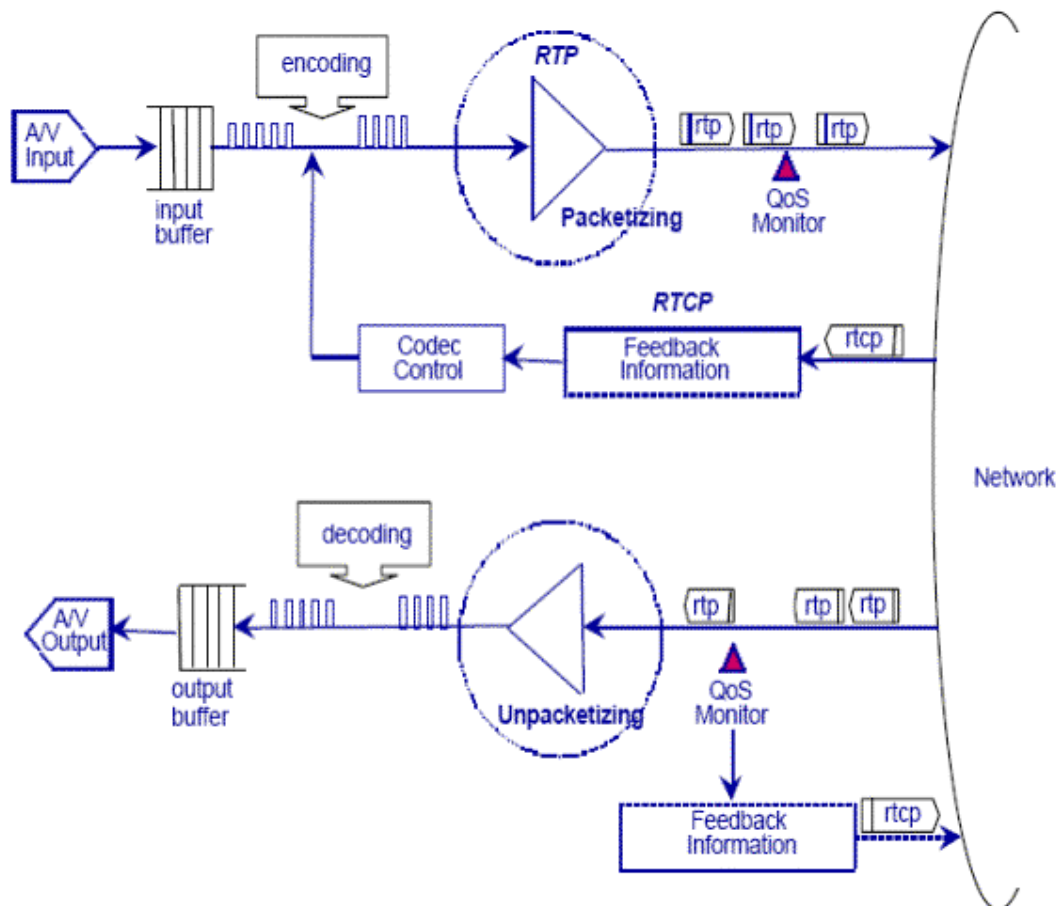 encoding
RTP
A/V
Input
rtp
rtp
rtp
input
buffer
Packetizing
QoS
Monitor
RTCP
Codec
Control
Feedback
Information
rtcp
Network
decoding
rtp
rtp
rtp
A/V
Output
output
buffer
Unpacketizing
QoS
Monitor
Feedback
Information
rtcp